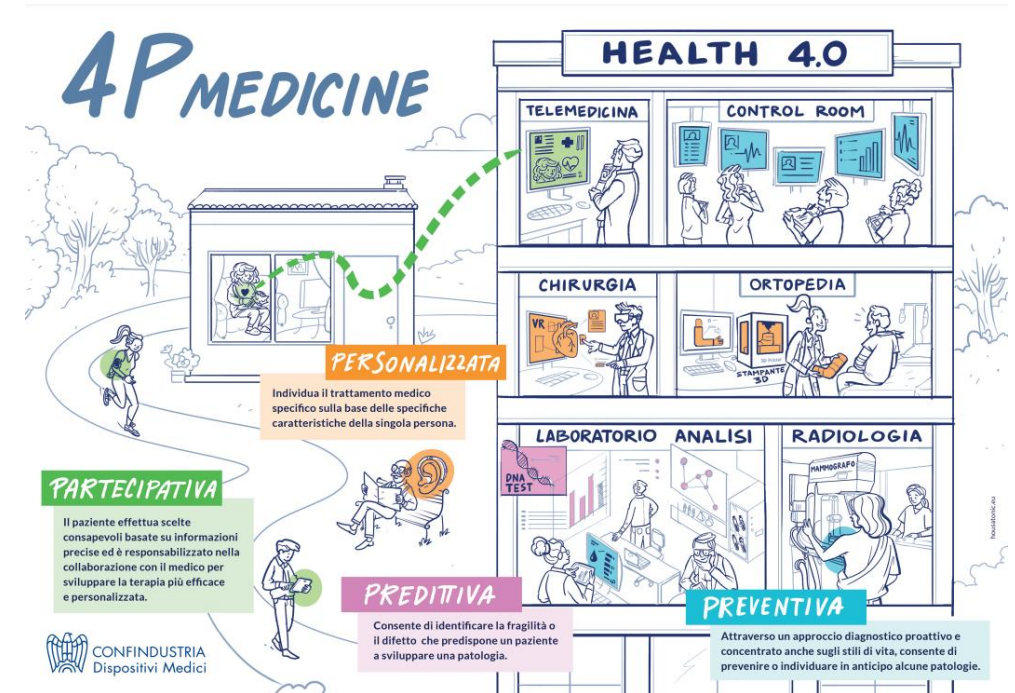 4P MEDICINE
HEALTH 4.0
TELEMEDICINA
CONTROL ROOM
CHIRURGIA
VR
ORTOPEDIA
3D Printer
STAMPANTE
3D
PERSONALIZZATA
Individua il trattamento medico
specifico sulla base delle specifiche
caratteristiche della singola persona.
LABORATORIO ANALISI
DNA
TEST
RADIOLOGIA
MAMMOGRAFO
PARTECIPATIVA
Il paziente effettua scelte
consapevoli basate su informazioni
precise ed è responsabilizzato nella
collaborazione con il medico per
sviluppare la terapia più efficace
e personalizzata.
PREDITTIVA
Consente di identificare la fragilità o
il difetto che predispone un paziente
a sviluppare una patologia.
PREVENTIVA
Attraverso un approccio diagnostico proattivo e
concentrato anche sugli stili di vita, consente di
prevenire o individuare in anticipo alcune patologie.
CONFINDUSTRIA
Dispositivi Medici
housatonic.eu